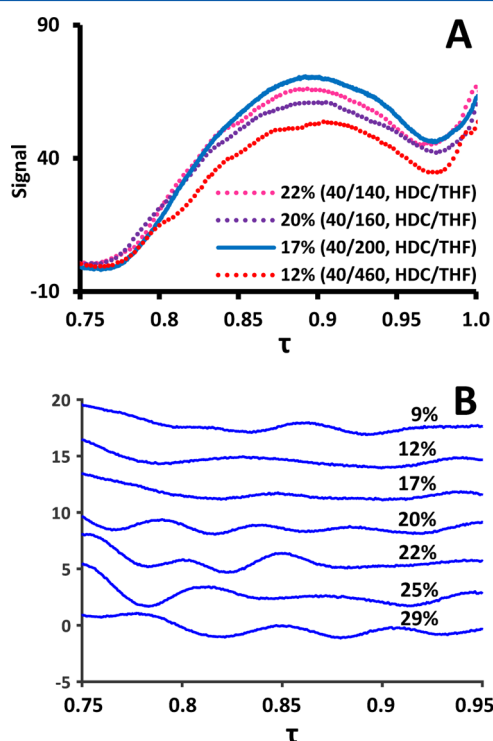 A
90
40
-10
Signal
22% (40/140, HDC/THF)
20% (40/160, HDC/THF)
17% (40/200, HDC/THF)
12% (40/460, HDC/THF)
0.75 0.8 0.85 0.9 0.95 1.0
τ
B
20
15
10
5
0
-5
9%
12%
17%
20%
22%
25%
29%
0.75 0.8 0.85 0.9 0.95
τ